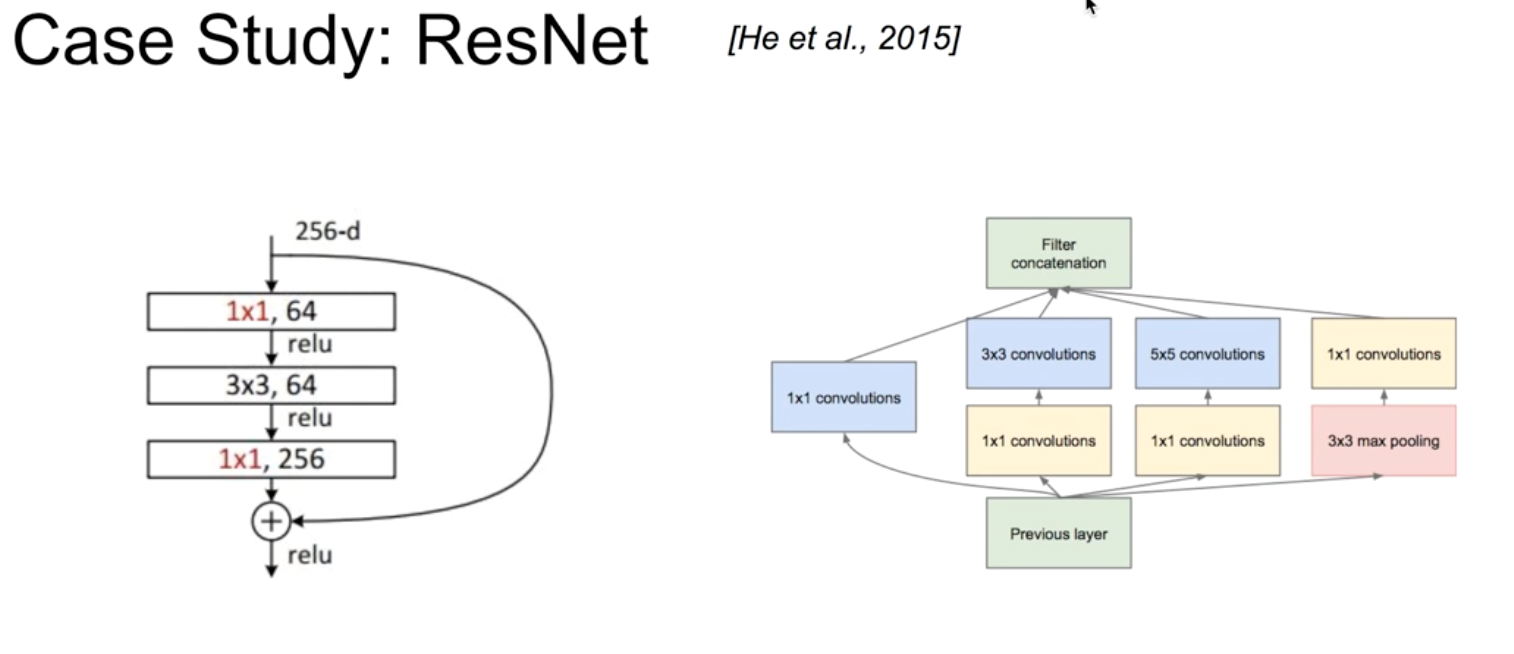 Case Study: ResNet
[He et al., 2015]
256-d
1x1, 64
relu
3x3, 64
relu
1x1, 256
+
relu
Filter
concatenation
3x3 convolutions
5x5 convolutions
1x1 convolutions
1x1 convolutions
1x1 convolutions
1x1 convolutions
3x3 max pooling
Previous layer